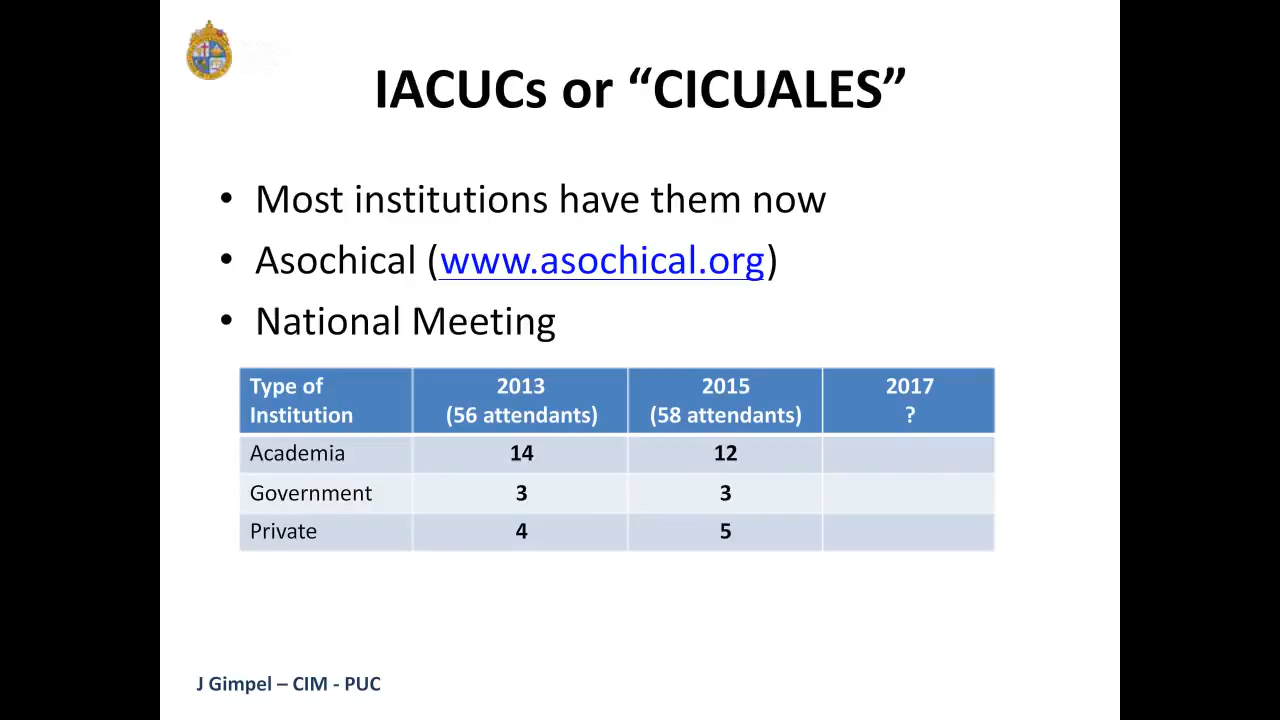 IACUCs or “CICUALES”
• Most institutions have them now
• Asochical (www.asochical.org)
• National Meeting
Type of Institution 2013 (56 attendants) 2015 (58 attendants) 2017 ?
Academia 14 12
Government 3 3
Private 4 5
J Gimpel – CIM - PUC